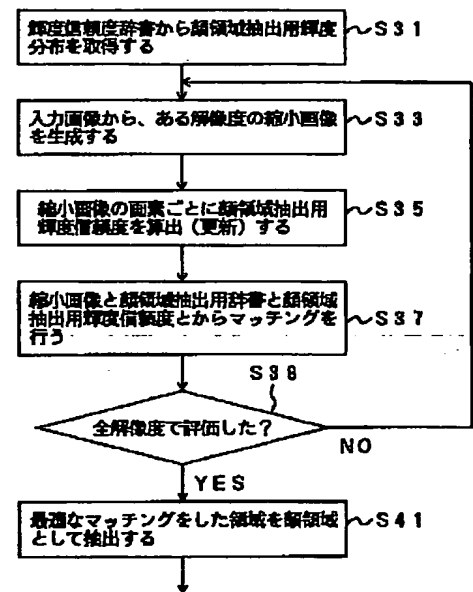 輝度信頼度辞書から顔領域抽出用輝度
分布を取得する
S31
入力画像から、ある解像度の縮小画像
を生成する
S33
縮小画像の画素ごとに顔領域抽出用
輝度信頼度を算出（更新）する
S35
縮小画像と顔領域抽出用辞書と顔領域
抽出用輝度信頼度とからマッチングを
行う
S37
S38
全解像度で評価した？
NO
YES
最適なマッチングをした領域を顔領域
として抽出する
S41